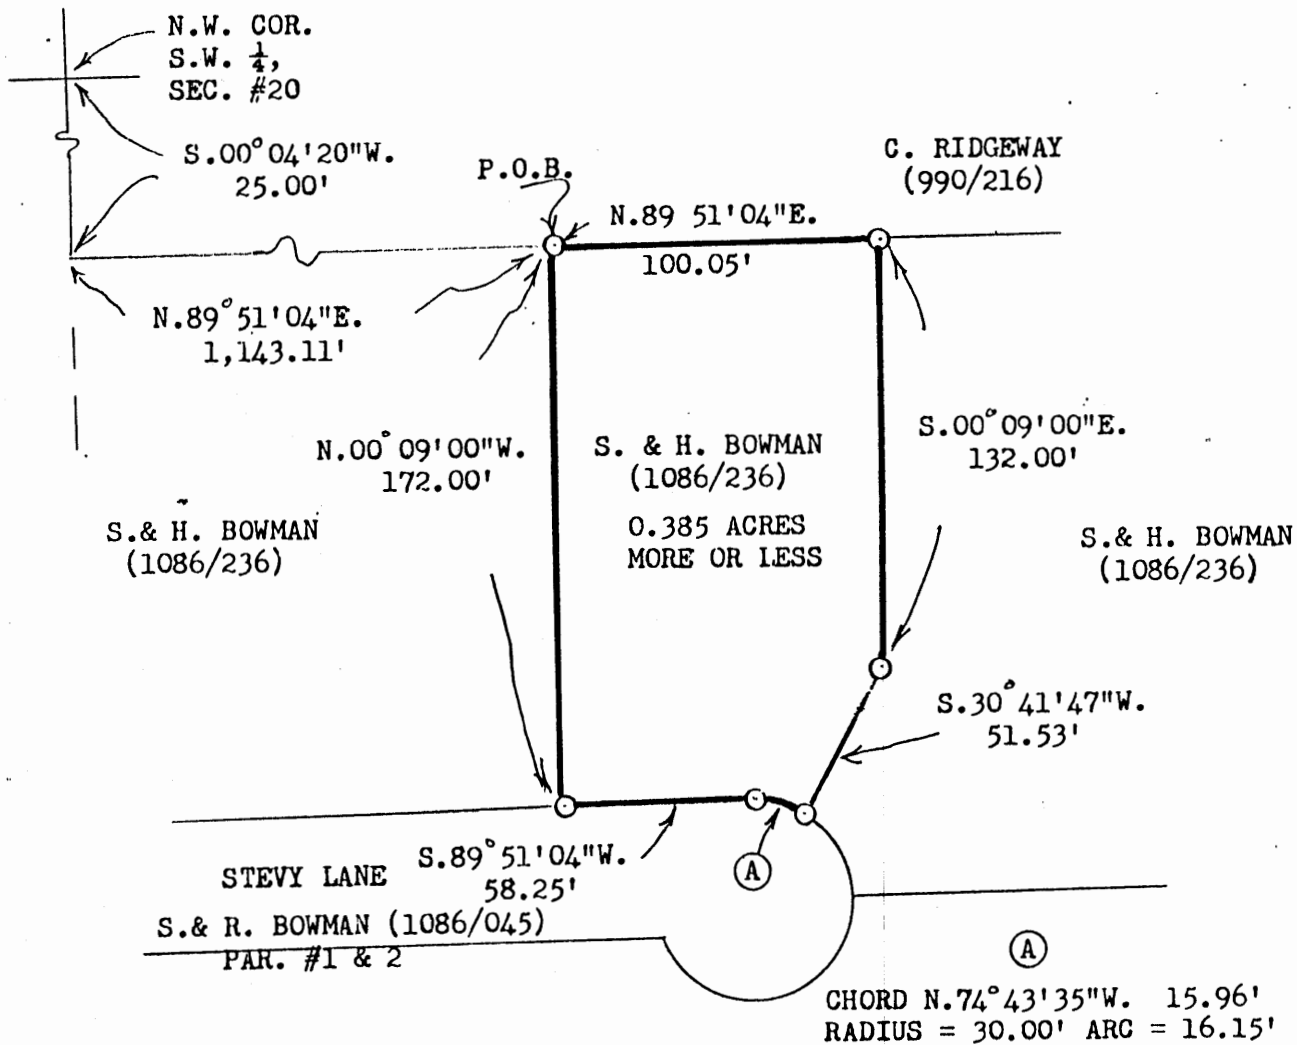 N.W. COR.
S.W. ¼,
SEC. #20
S.00°04'20"W.
25.00'
P.O.B.
C. RIDGEWAY
(990/216)
N.89 51'04"E.
100.05'
N.89°51'04"E.
1,143.11'
N.00°09'00"W.
172.00'
S. & H. BOWMAN
(1086/236)
0.385 ACRES
MORE OR LESS
S.00°09'00"E.
132.00'
S.& H. BOWMAN
(1086/236)
S.& H. BOWMAN
(1086/236)
S.30°41'47"W.
51.53'
STEVY LANE
S.89°51'04"W.
58.25'
A
S.& R. BOWMAN (1086/045)
PAR. #1 & 2
A
CHORD N.74°43'35"W. 15.96'
RADIUS = 30.00' ARC = 16.15'